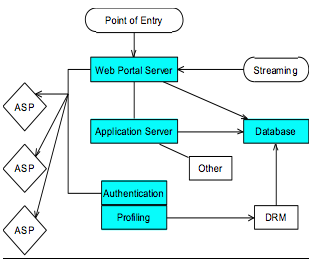 Point of Entry
Web Portal Server
Streaming
ASP
Application Server
Database
ASP
Other
Authentication
Profiling
DRM
ASP